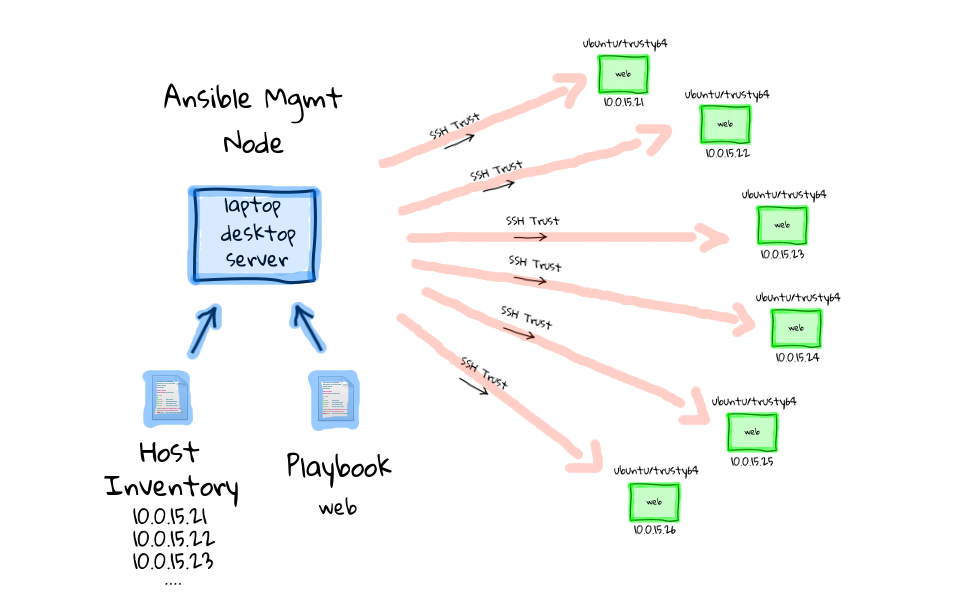 Ansible Mgmt
Node
laptop
desktop
server
Host
Inventory
10.0.15.21
10.0.15.22
10.0.15.23
....
Playbook
web
SSH Trust
SSH Trust
SSH Trust
SSH Trust
SSH Trust
SSH Trust
ubuntu/trusty64
web
10.0.15.21
ubuntu/trusty64
web
10.0.15.22
ubuntu/trusty64
web
10.0.15.23
ubuntu/trusty64
web
10.0.15.24
ubuntu/trusty64
web
10.0.15.25
ubuntu/trusty64
web
10.0.15.26